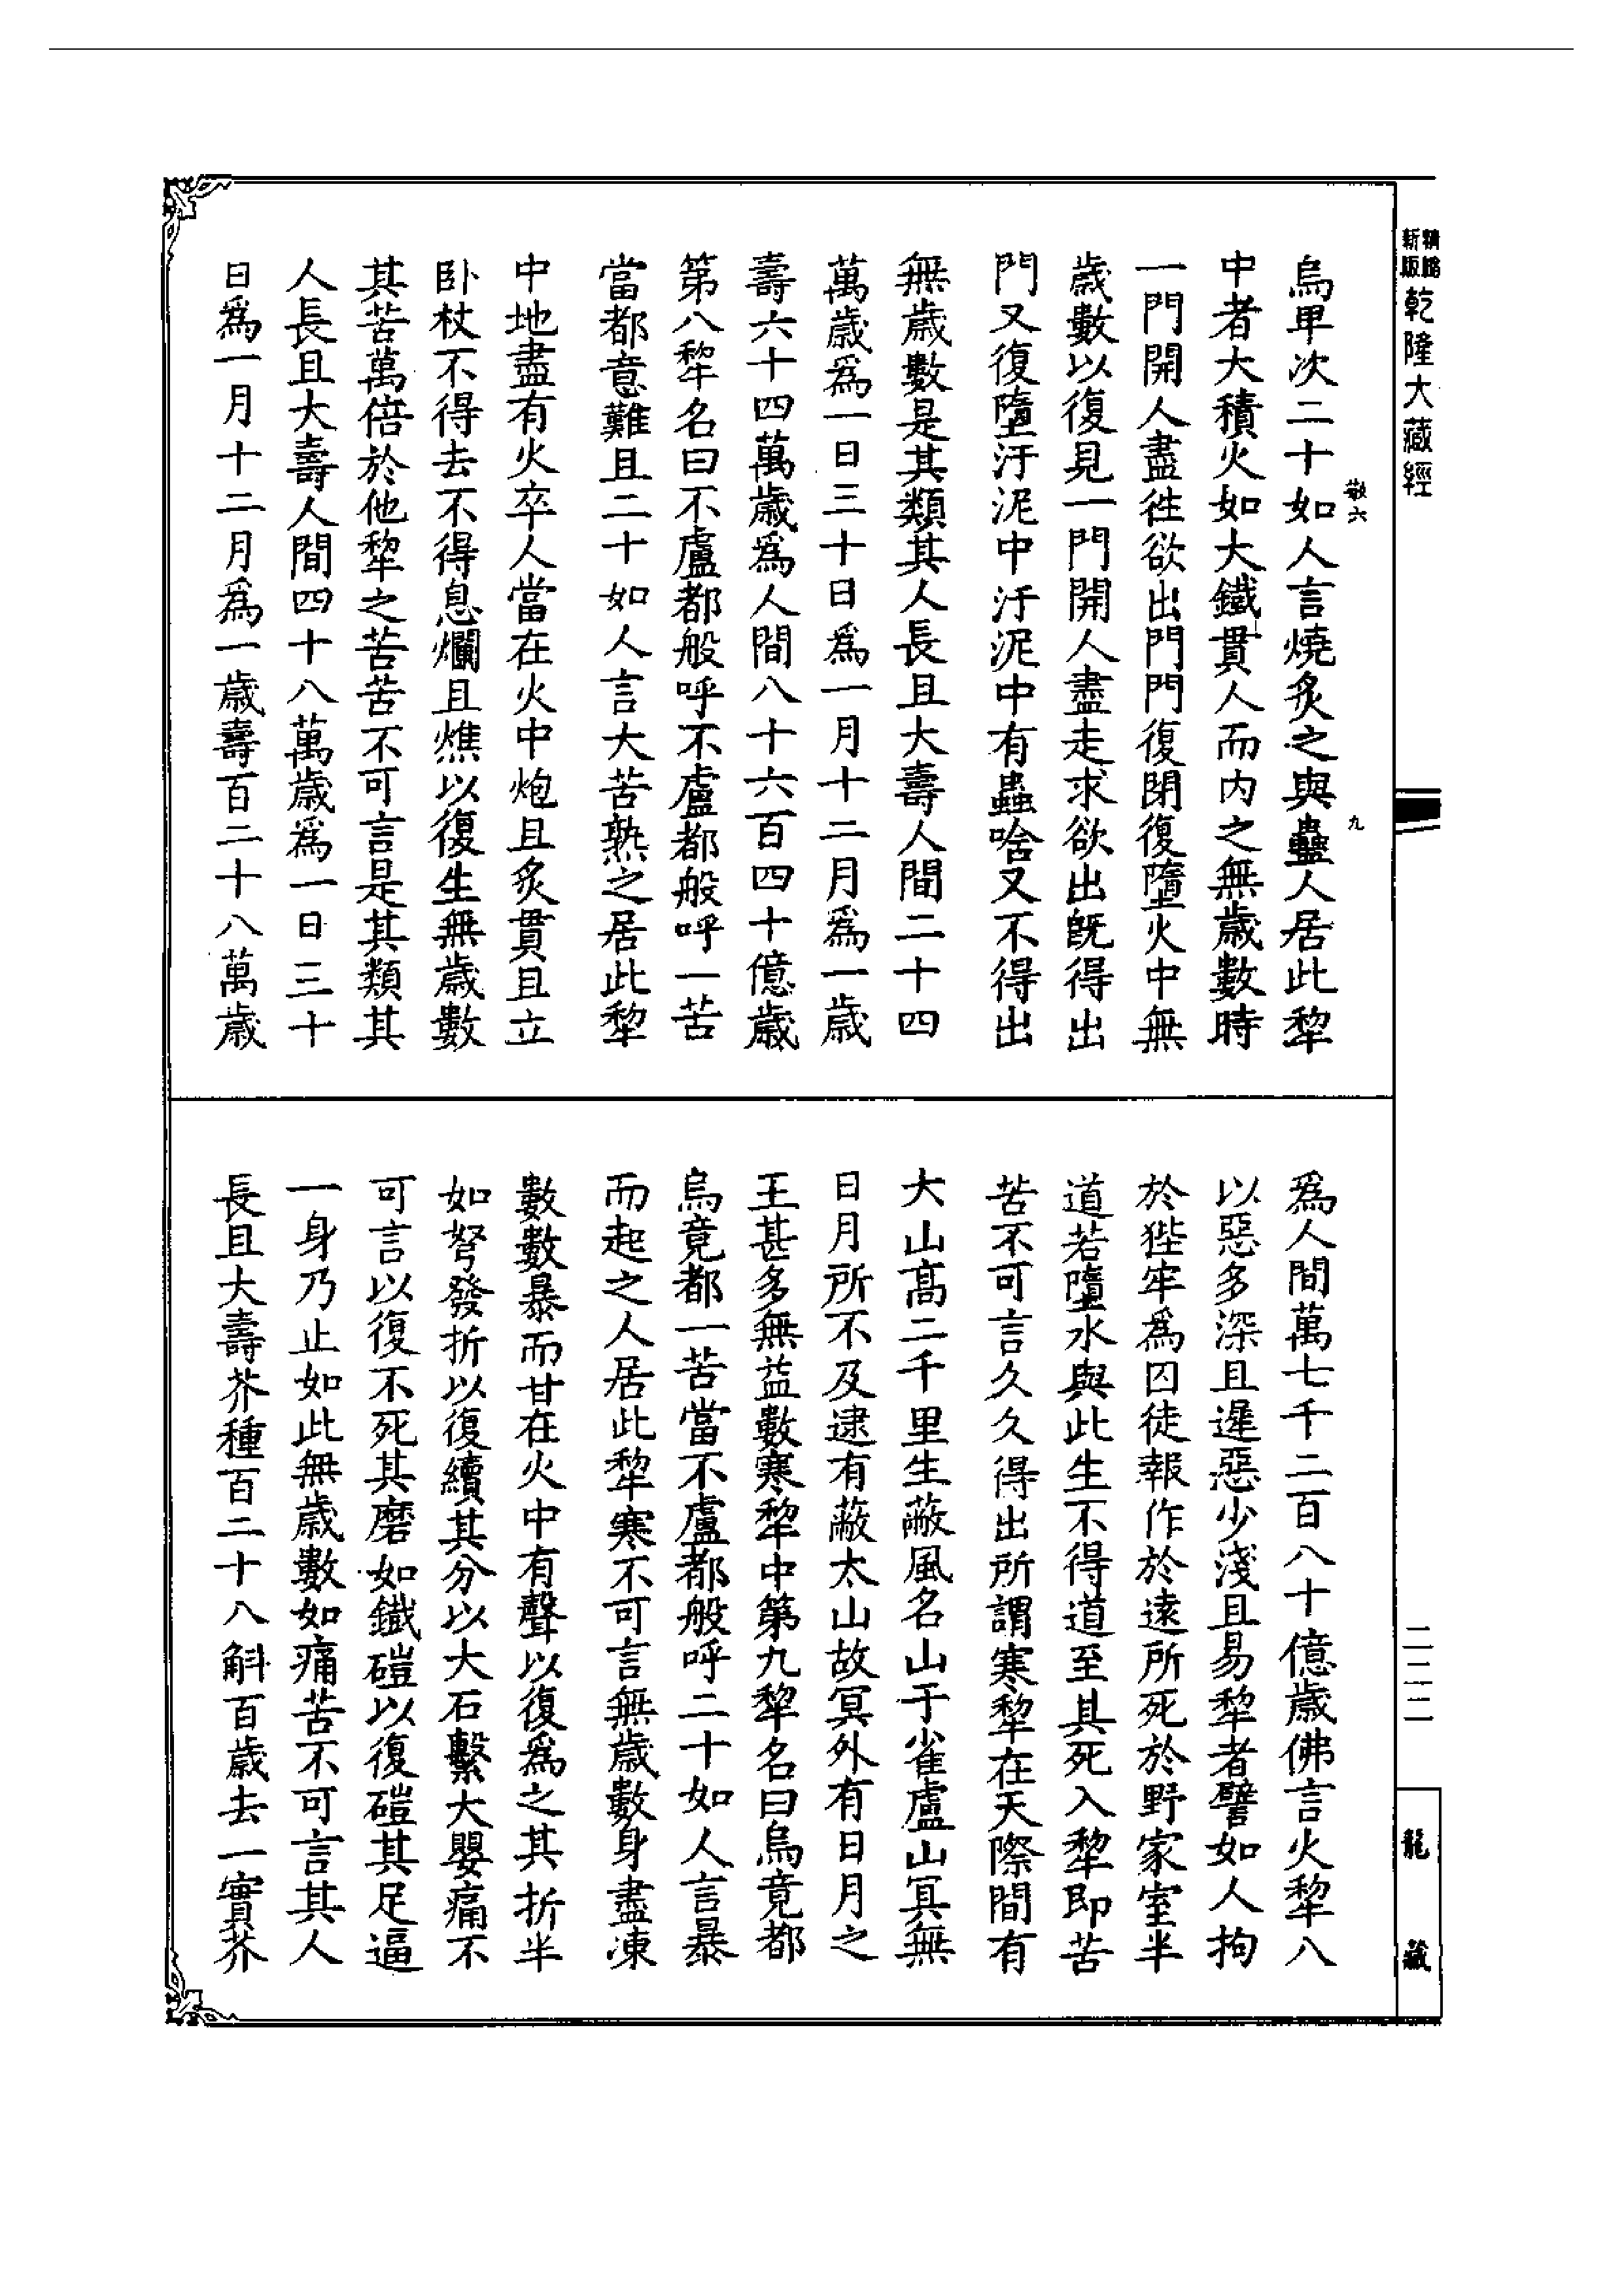 精縮新版乾隆大藏經
敬六
九
烏卑次二十如人言燒炙之與蠱人居此犂
中者大積火如大鐵貫人而内之無歲數時
一門開人盡徃欲出門門復閉復墮火中無
歲數以復見一門開人盡走求欲出旣得出
門又復墮汙泥中汙泥中有蟲啥又不得出
無歲數是其類其人長且大壽人間二十四
萬歲爲一日三十日爲一月十二月爲一歲
壽六十四萬歲爲人間八十六百四十億歲
第八犂名曰不盧都般呼不盧都般呼一苦
當都意難且二十如人言大苦熟之居此犂
中地盡有火卒人當在火中炮且炙貫且立
卧杖不得去不得息爛且燋以復生無歲數
其苦萬倍於他犂之苦苦不可言是其類其
人長且大壽人間四十八萬歲爲一日三十
日爲一月十二月爲一歲壽百二十八萬歲
爲人間萬七千二百八十億歲佛言火犂八
以惡多深且遲惡少淺且易犂者譬如人拘
於狴牢爲囚徒報作於遠所死於野家室半
道若墮水與此生不得道至其死入犂即苦
苦不可言久久得出所謂寒犂在天際間有
大山高二千里生蔽風名山于雀盧山冥無
日月所不及逮有蔽太山故冥外有日月之
王甚多無益數寒犂中第九犂名曰烏竟都
烏竟都一苦當不盧都般呼二十如人言暴
而起之人居此犂寒不可言無歲數身盡凍
數數暴而甘在火中有聲以復爲之其折半
如弩發折以復續其分以大石繫大嬰痛不
可言以復不死其磨如鐵磑以復磑其足逼
一身乃止如此無歲數如痛苦不可言其人
長且大壽芥種百二十八斛百歲去一實芥
二二二
龍藏